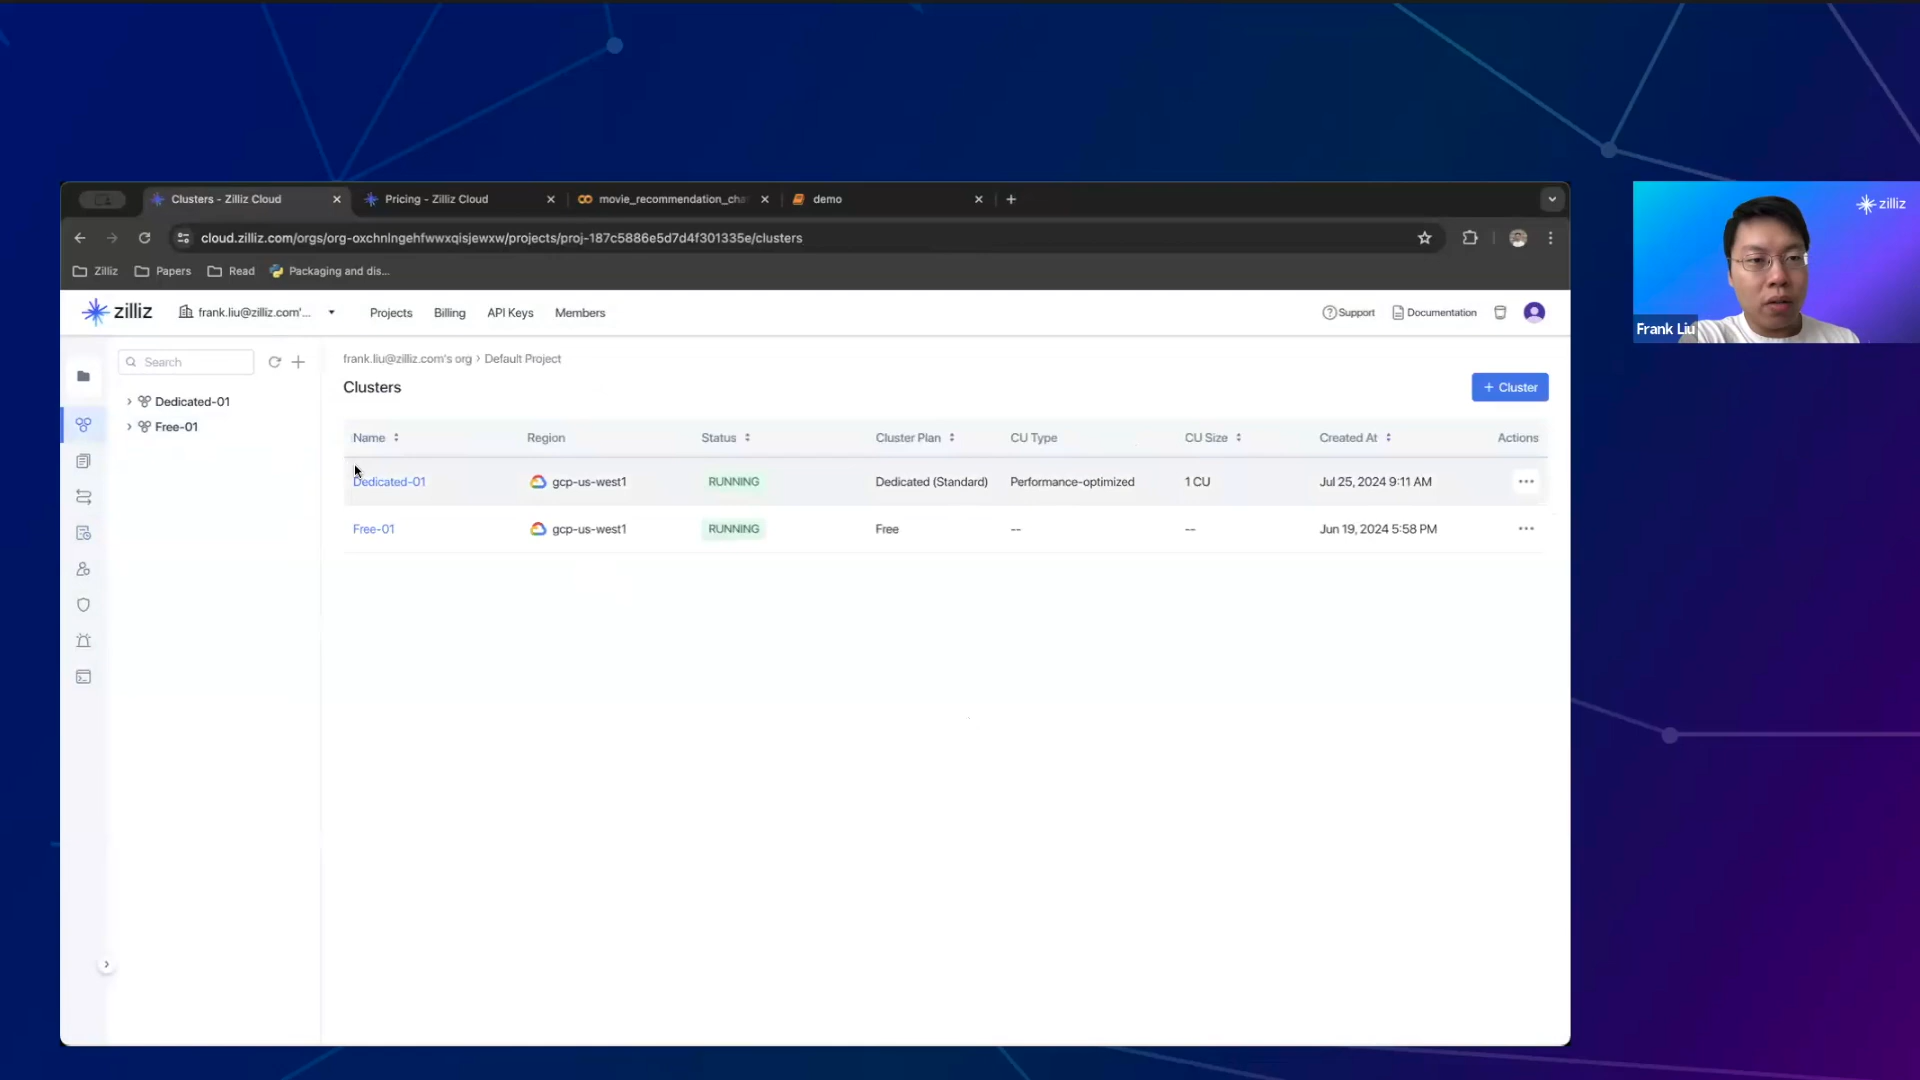 Clusters - Zilliz Cloud
Pricing - Zilliz Cloud
movie_recommendation_cha
demo
cloud.zilliz.com/orgs/org-oxchnlngehfwwxqisjewxw/projects/proj-187c5886e5d7d4f301335e/clusters
Zilliz Papers Read Packaging and dis...
zilliz
frank.liu@zilliz.com'... Projects Billing API Keys Members Support Documentation
Search
Dedicated-01
Free-01
frank.liu@zilliz.com's org > Default Project
Clusters
+ Cluster
Name Region Status Cluster Plan CU Type CU Size Created At Actions
Dedicated-01 gcp-us-west1 RUNNING Dedicated (Standard) Performance-optimized 1 CU Jul 25, 2024 9:11 AM ...
Free-01 gcp-us-west1 RUNNING Free -- -- Jun 19, 2024 5:58 PM ...
zilliz
Frank Liu